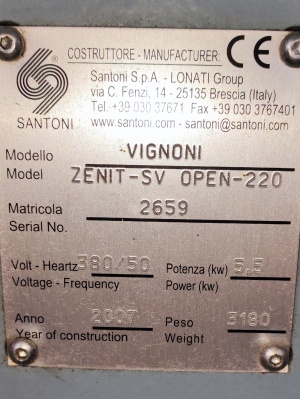 COSTRUTTORE - MANUFACTURER: CE
Santoni S.p.A. - LONATI Group
via C. Fenzi, 14 - 25135 Brescia (Italy)
Tel.+39 030 37671 Fax +39 030 3767401
www.santoni.com - santoni@santoni.com
® SANTONI
Modello VIGNONI
Model ZENIT-SV OPEN-220
Matricola 2659
Serial No.
Volt - Heartz 380/50 Potenza (kw) 5,5
Voltage - Frequency Power (kw)
Anno 2007 Peso 3180
Year of construction Weight